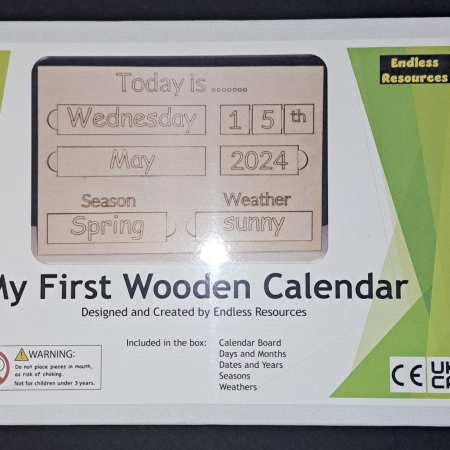 Endless
Resources
Today is .......
Wednesday 1 5 th
May 2024
Season Weather
Spring sunny
My First Wooden Calendar
Designed and Created by Endless Resources
Included in the box: Calendar Board
Days and Months
Dates and Years
Seasons
Weathers
WARNING:
Do not place pieces in mouth,
as risk of choking.
Not for children under 3 years.
CE UK
CA